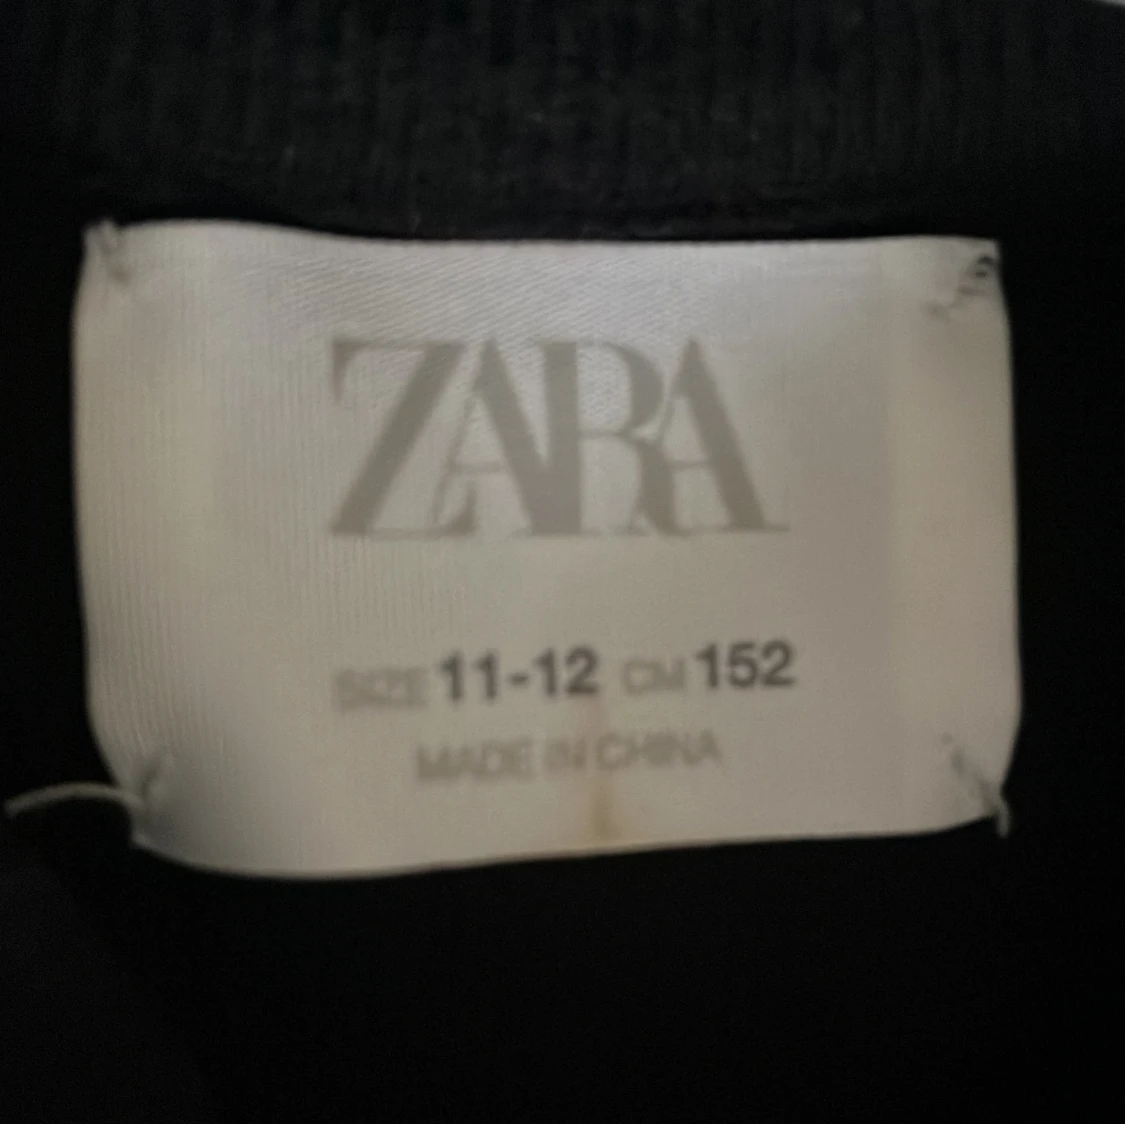 ZARA
SIZE 11-12 CM 152
MADE IN CHINA